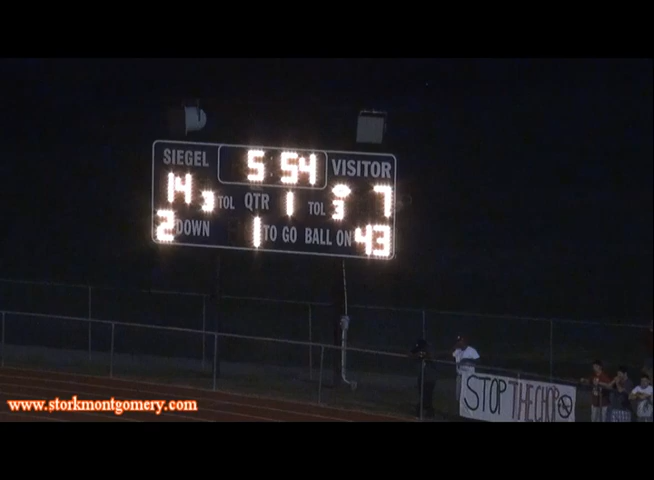 SIEGEL 5 54 VISITOR
14 3 TOL QTR 1 TOL 3 7
2 DOWN 1 TO GO BALL ON 43
STOP THE CHOP
www.storkmontgomery.com